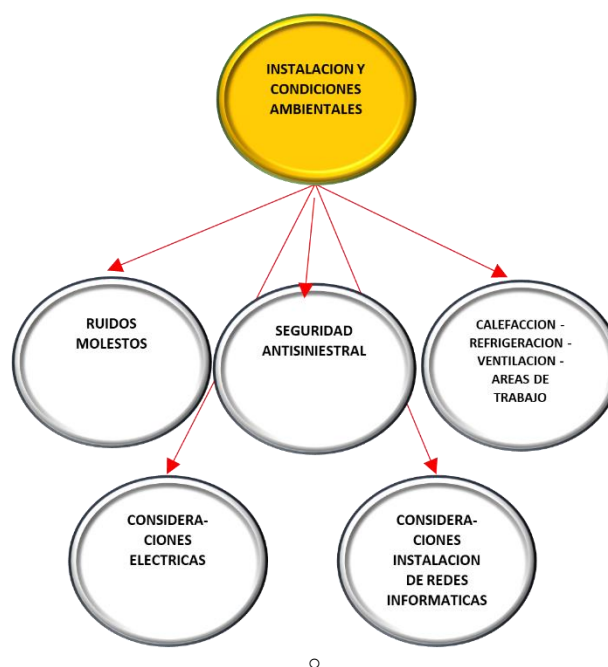 INSTALACION Y
CONDICIONES
AMBIENTALES
RUIDOS
MOLESTOS
SEGURIDAD
ANTISINIESTRAL
CALEFACCION -
REFRIGERACION -
VENTILACION -
AREAS DE
TRABAJO
CONSIDERA-
CIONES
ELECTRICAS
CONSIDERA-
CIONES
INSTALACION
DE REDES
INFORMATICAS